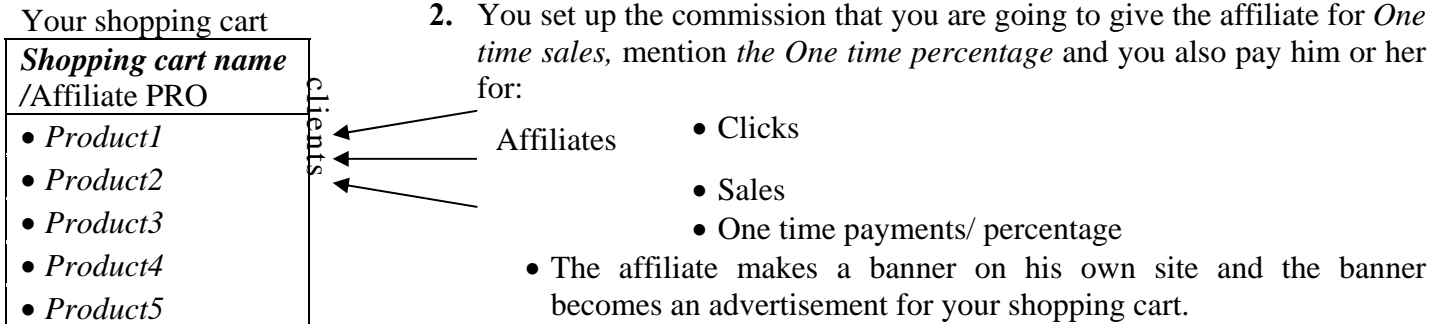 Your shopping cart
Shopping cart name
/Affiliate PRO
• Product1
• Product2
• Product3
• Product4
• Product5
clients
2. You set up the commission that you are going to give the affiliate for One
time sales, mention the One time percentage and you also pay him or her
for:
Affiliates
• Clicks
• Sales
• One time payments/ percentage
• The affiliate makes a banner on his own site and the banner
becomes an advertisement for your shopping cart.